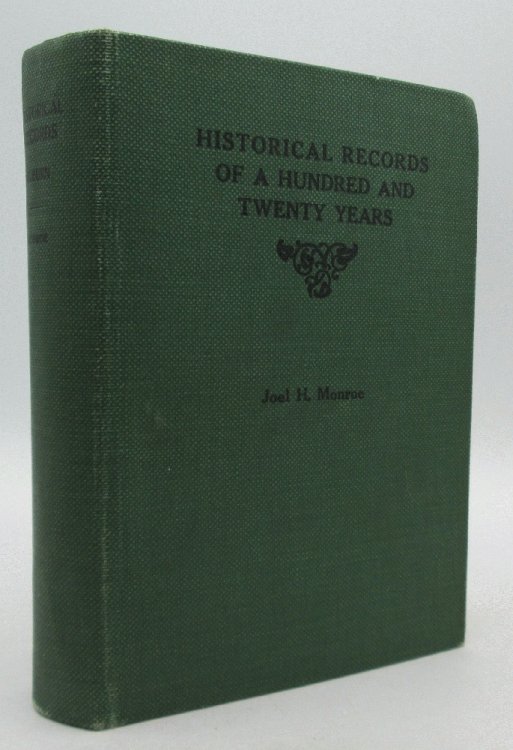 HISTORICAL RECORDS
OF A HUNDRED AND
TWENTY YEARS
Joel H. Monroe